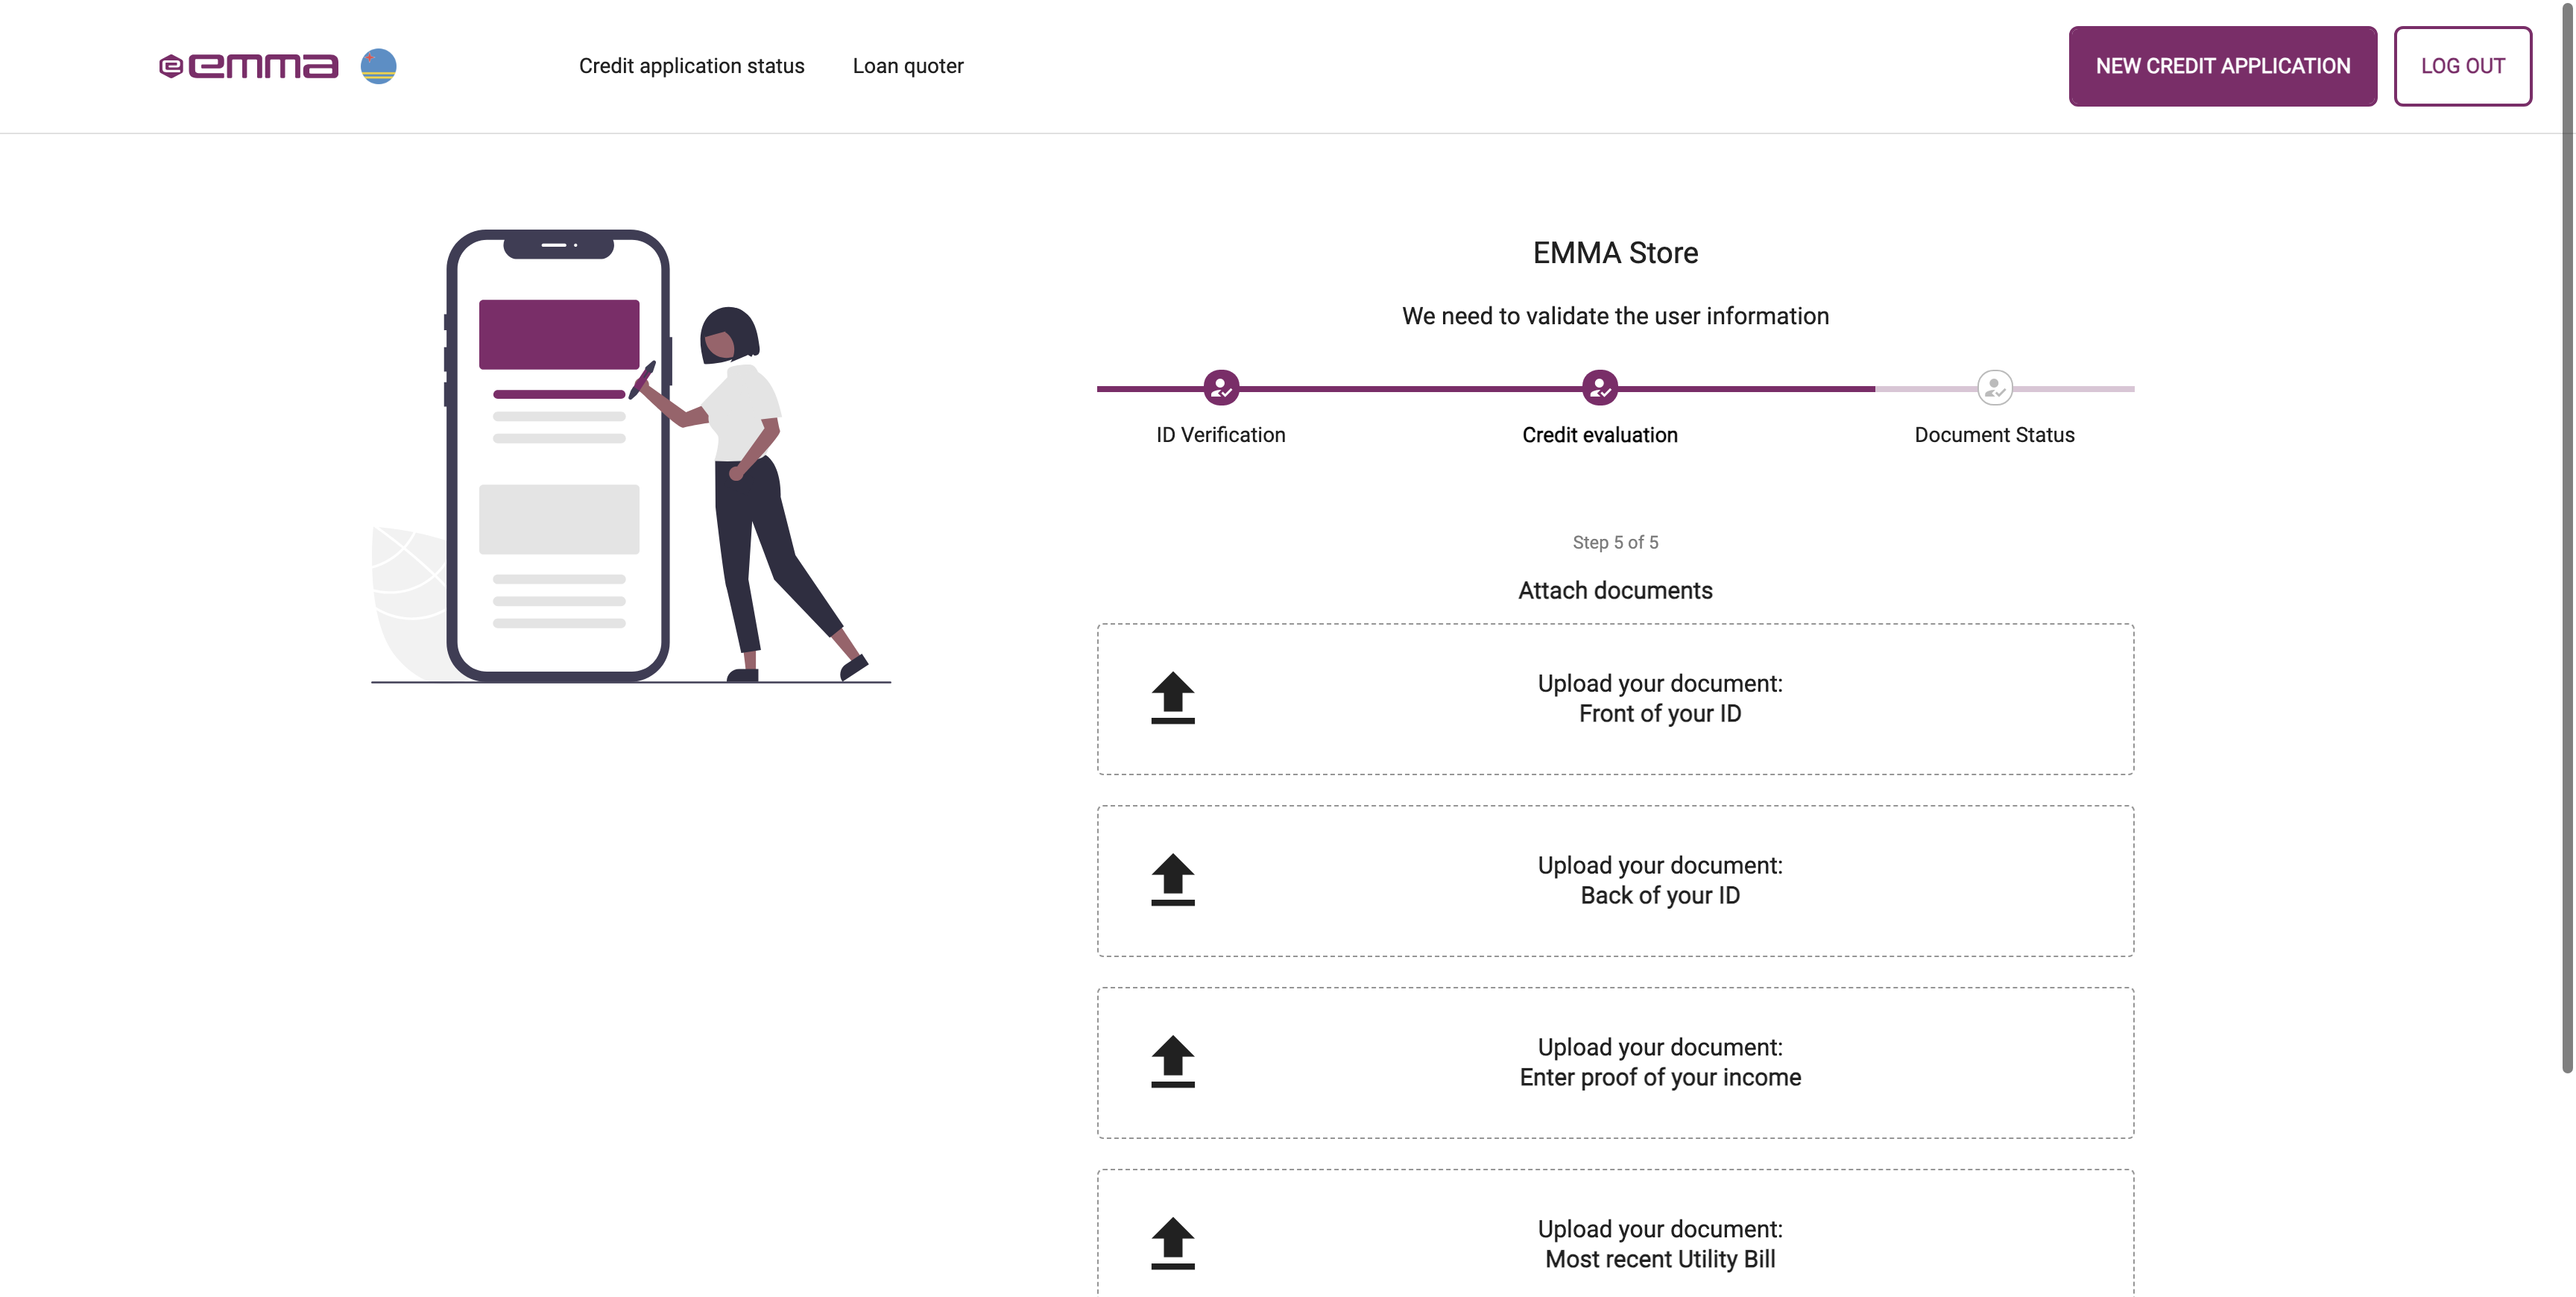 emma
Credit application status
Loan quoter
NEW CREDIT APPLICATION
LOG OUT
EMMA Store
We need to validate the user information
ID Verification
Credit evaluation
Document Status
Step 5 of 5
Attach documents
Upload your document:
Front of your ID
Upload your document:
Back of your ID
Upload your document:
Enter proof of your income
Upload your document:
Most recent Utility Bill